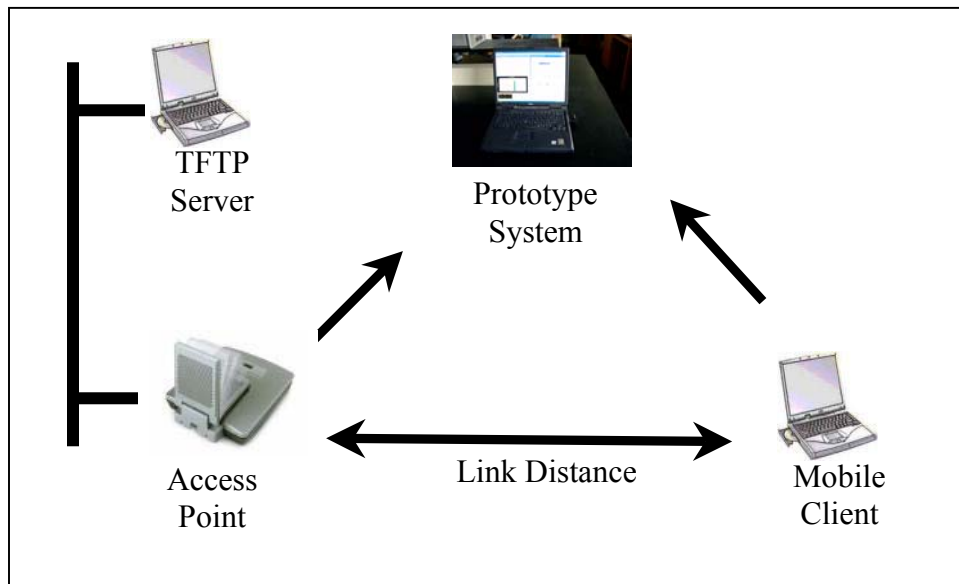 TFTP
Server
Prototype
System
Access
Point
Link Distance
Mobile
Client